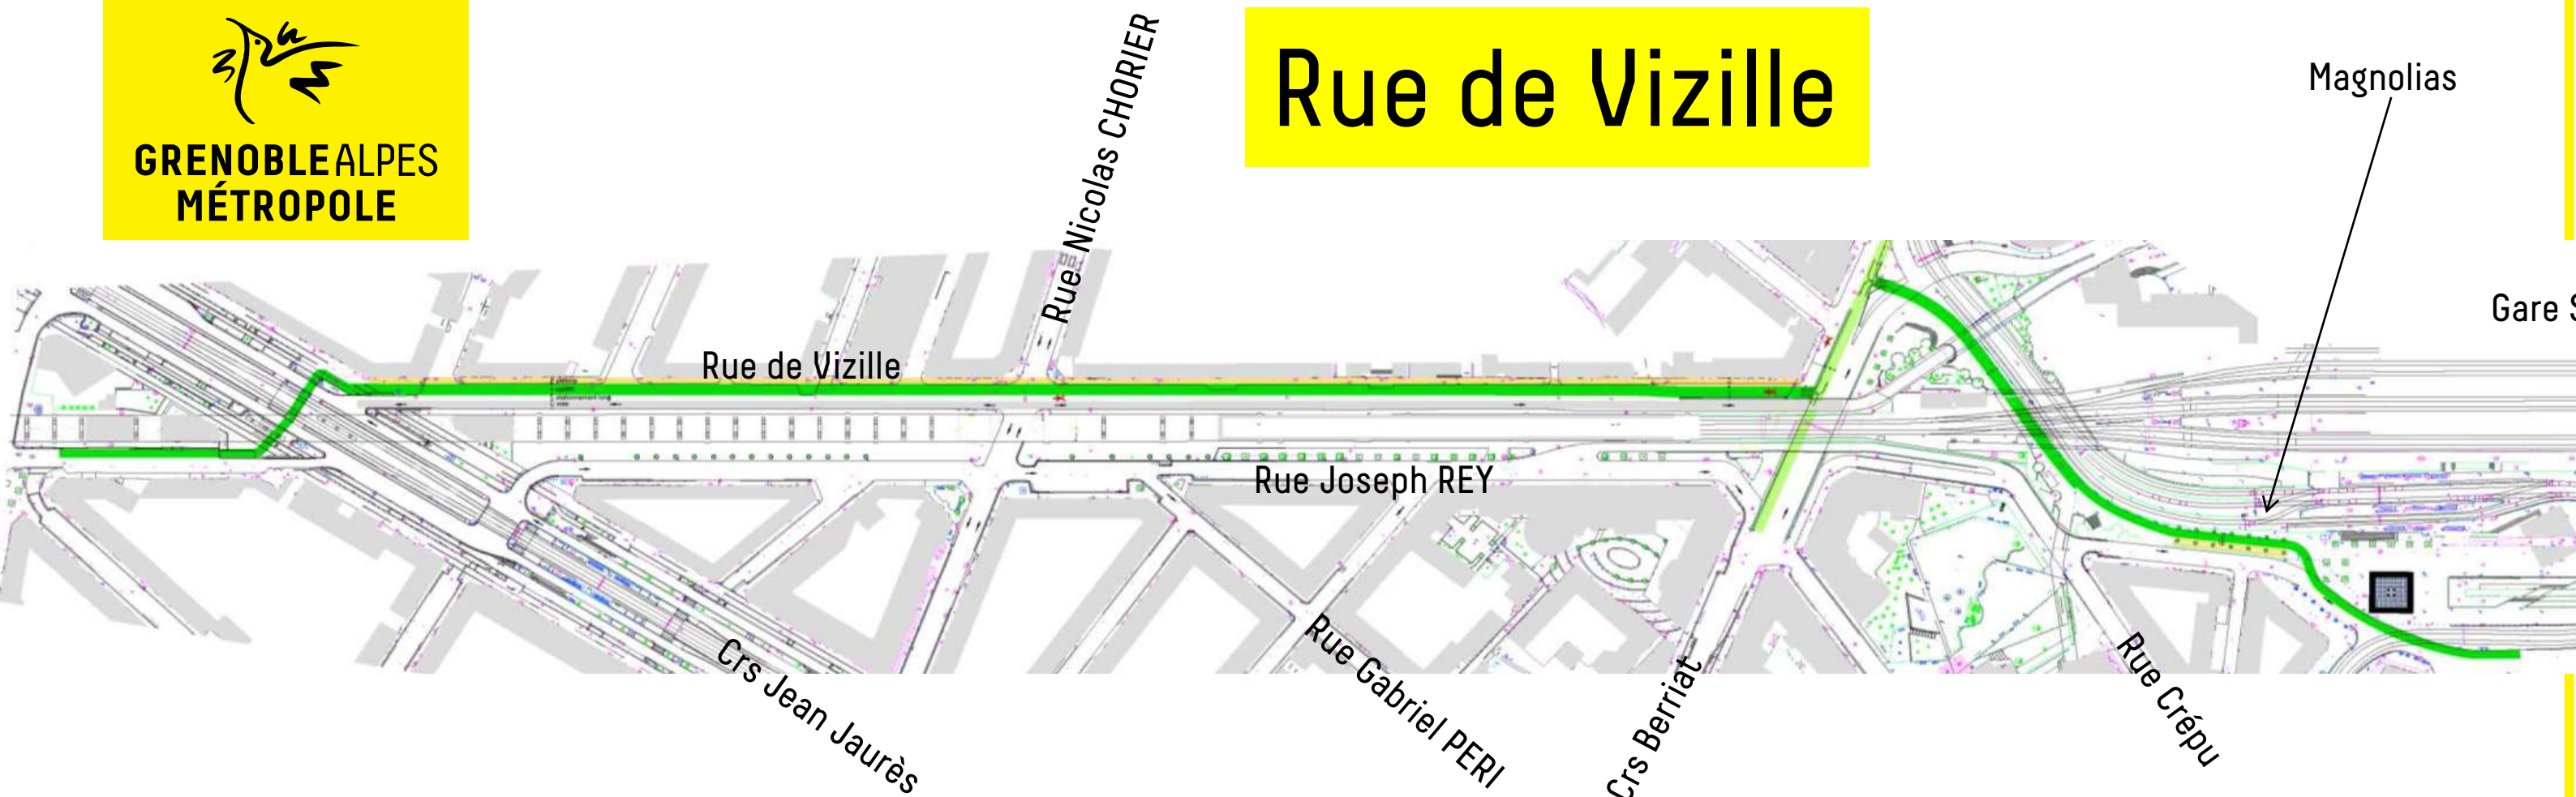 GRENOBLE ALPES
MÉTROPOLE
Rue de Vizille
Magnolias
Rue Nicolas CHORIER
Gare S
Rue de Vizille
Rue Joseph REY
Crs Jean Jaurès
Rue Gabriel PERI
Crs Berriat
Rue Crépu